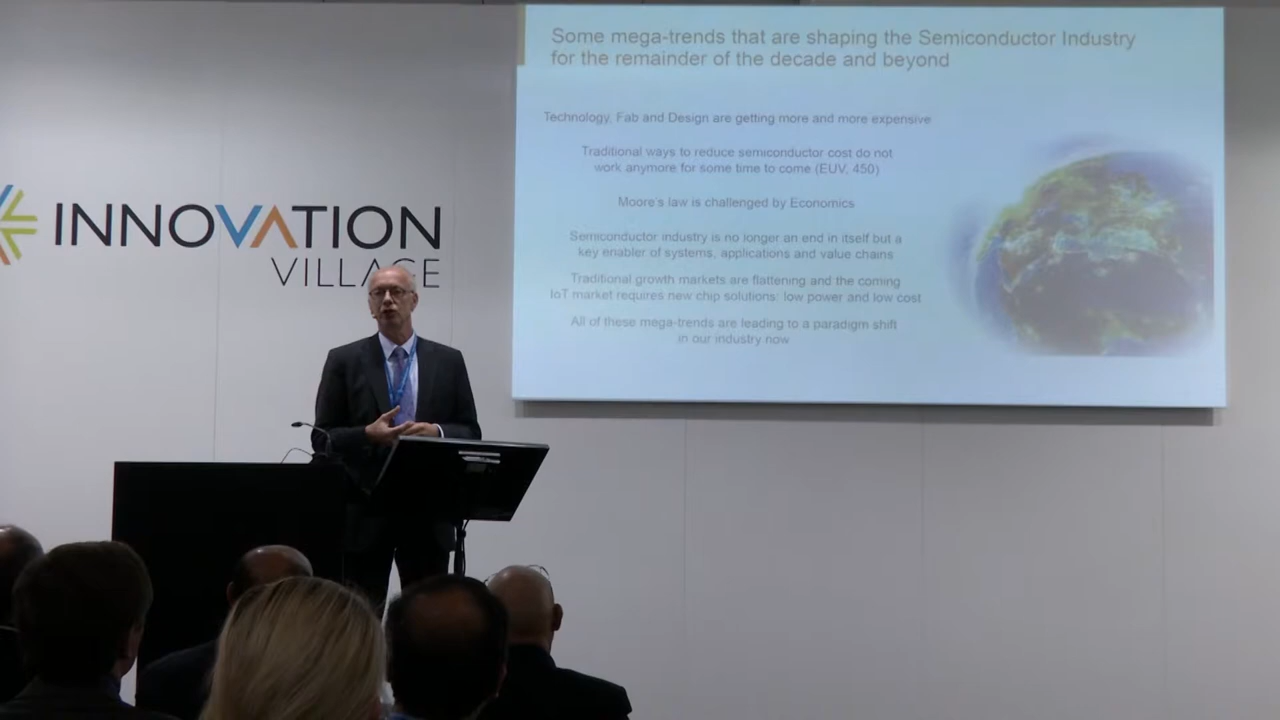 INNOVATION
VILLAGE
Some mega-trends that are shaping the Semiconductor Industry
for the remainder of the decade and beyond
Technology, Fab and Design are getting more and more expensive
Traditional ways to reduce semiconductor cost do not
work anymore for some time to come (EUV, 450)
Moore's law is challenged by Economics
Semiconductor industry is no longer an end in itself but a
key enabler of systems, applications and value chains
Traditional growth markets are flattening and the coming
IoT market requires new chip solutions: low power and low cost
All of these mega-trends are leading to a paradigm shift
in our industry now